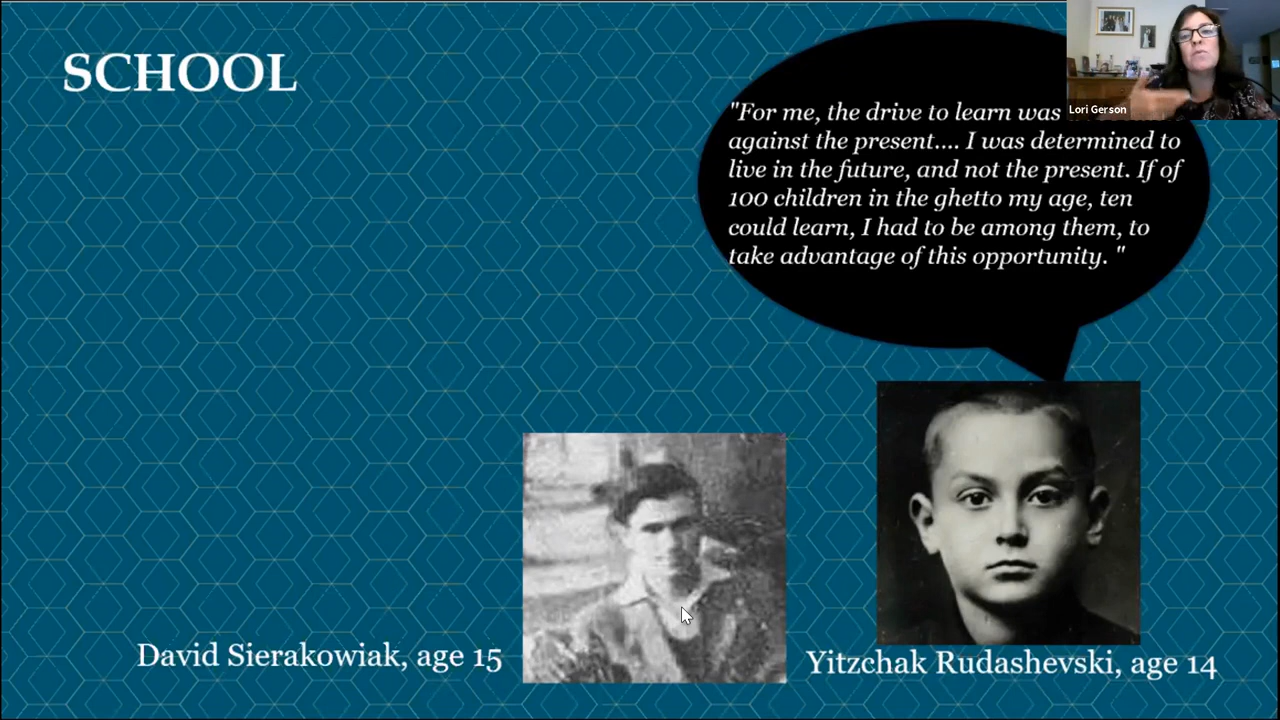 SCHOOL
Lori Gerson
"For me, the drive to learn was
against the present.... I was determined to
live in the future, and not the present. If of
100 children in the ghetto my age, ten
could learn, I had to be among them, to
take advantage of this opportunity. "
David Sierakowiak, age 15
Yitzchak Rudashevski, age 14